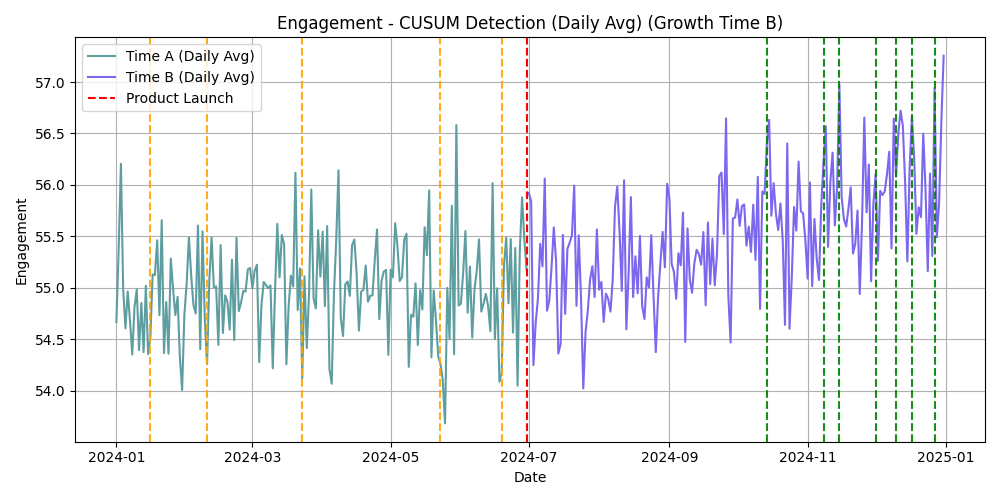 Engagement - CUSUM Detection (Daily Avg) (Growth Time B)
Time A (Daily Avg)
Time B (Daily Avg)
Product Launch
Engagement
57.0
56.5
56.0
55.5
55.0
54.5
54.0
2024-01
2024-03
2024-05
2024-07
2024-09
2024-11
2025-01
Date